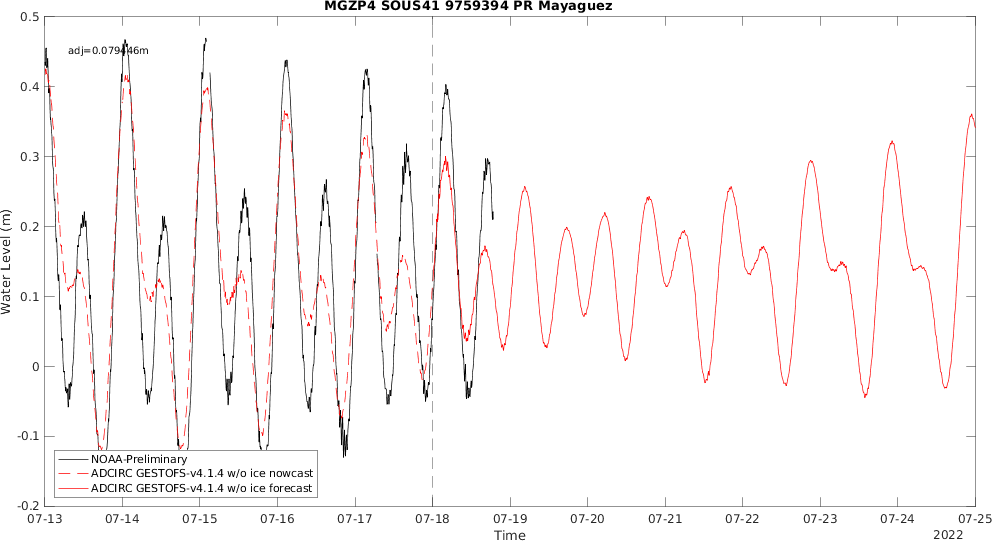 MGZP4 SOUS41 9759394 PR Mayaguez
adj=0.079446m
Water Level (m)
0.5
0.4
0.3
0.2
0.1
0
-0.1
-0.2
NOAA-Preliminary
ADCIRC GESTOFS-v4.1.4 w/o ice nowcast
ADCIRC GESTOFS-v4.1.4 w/o ice forecast
07-13 07-14 07-15 07-16 07-17 07-18 07-19 07-20 07-21 07-22 07-23 07-24 07-25
Time
2022